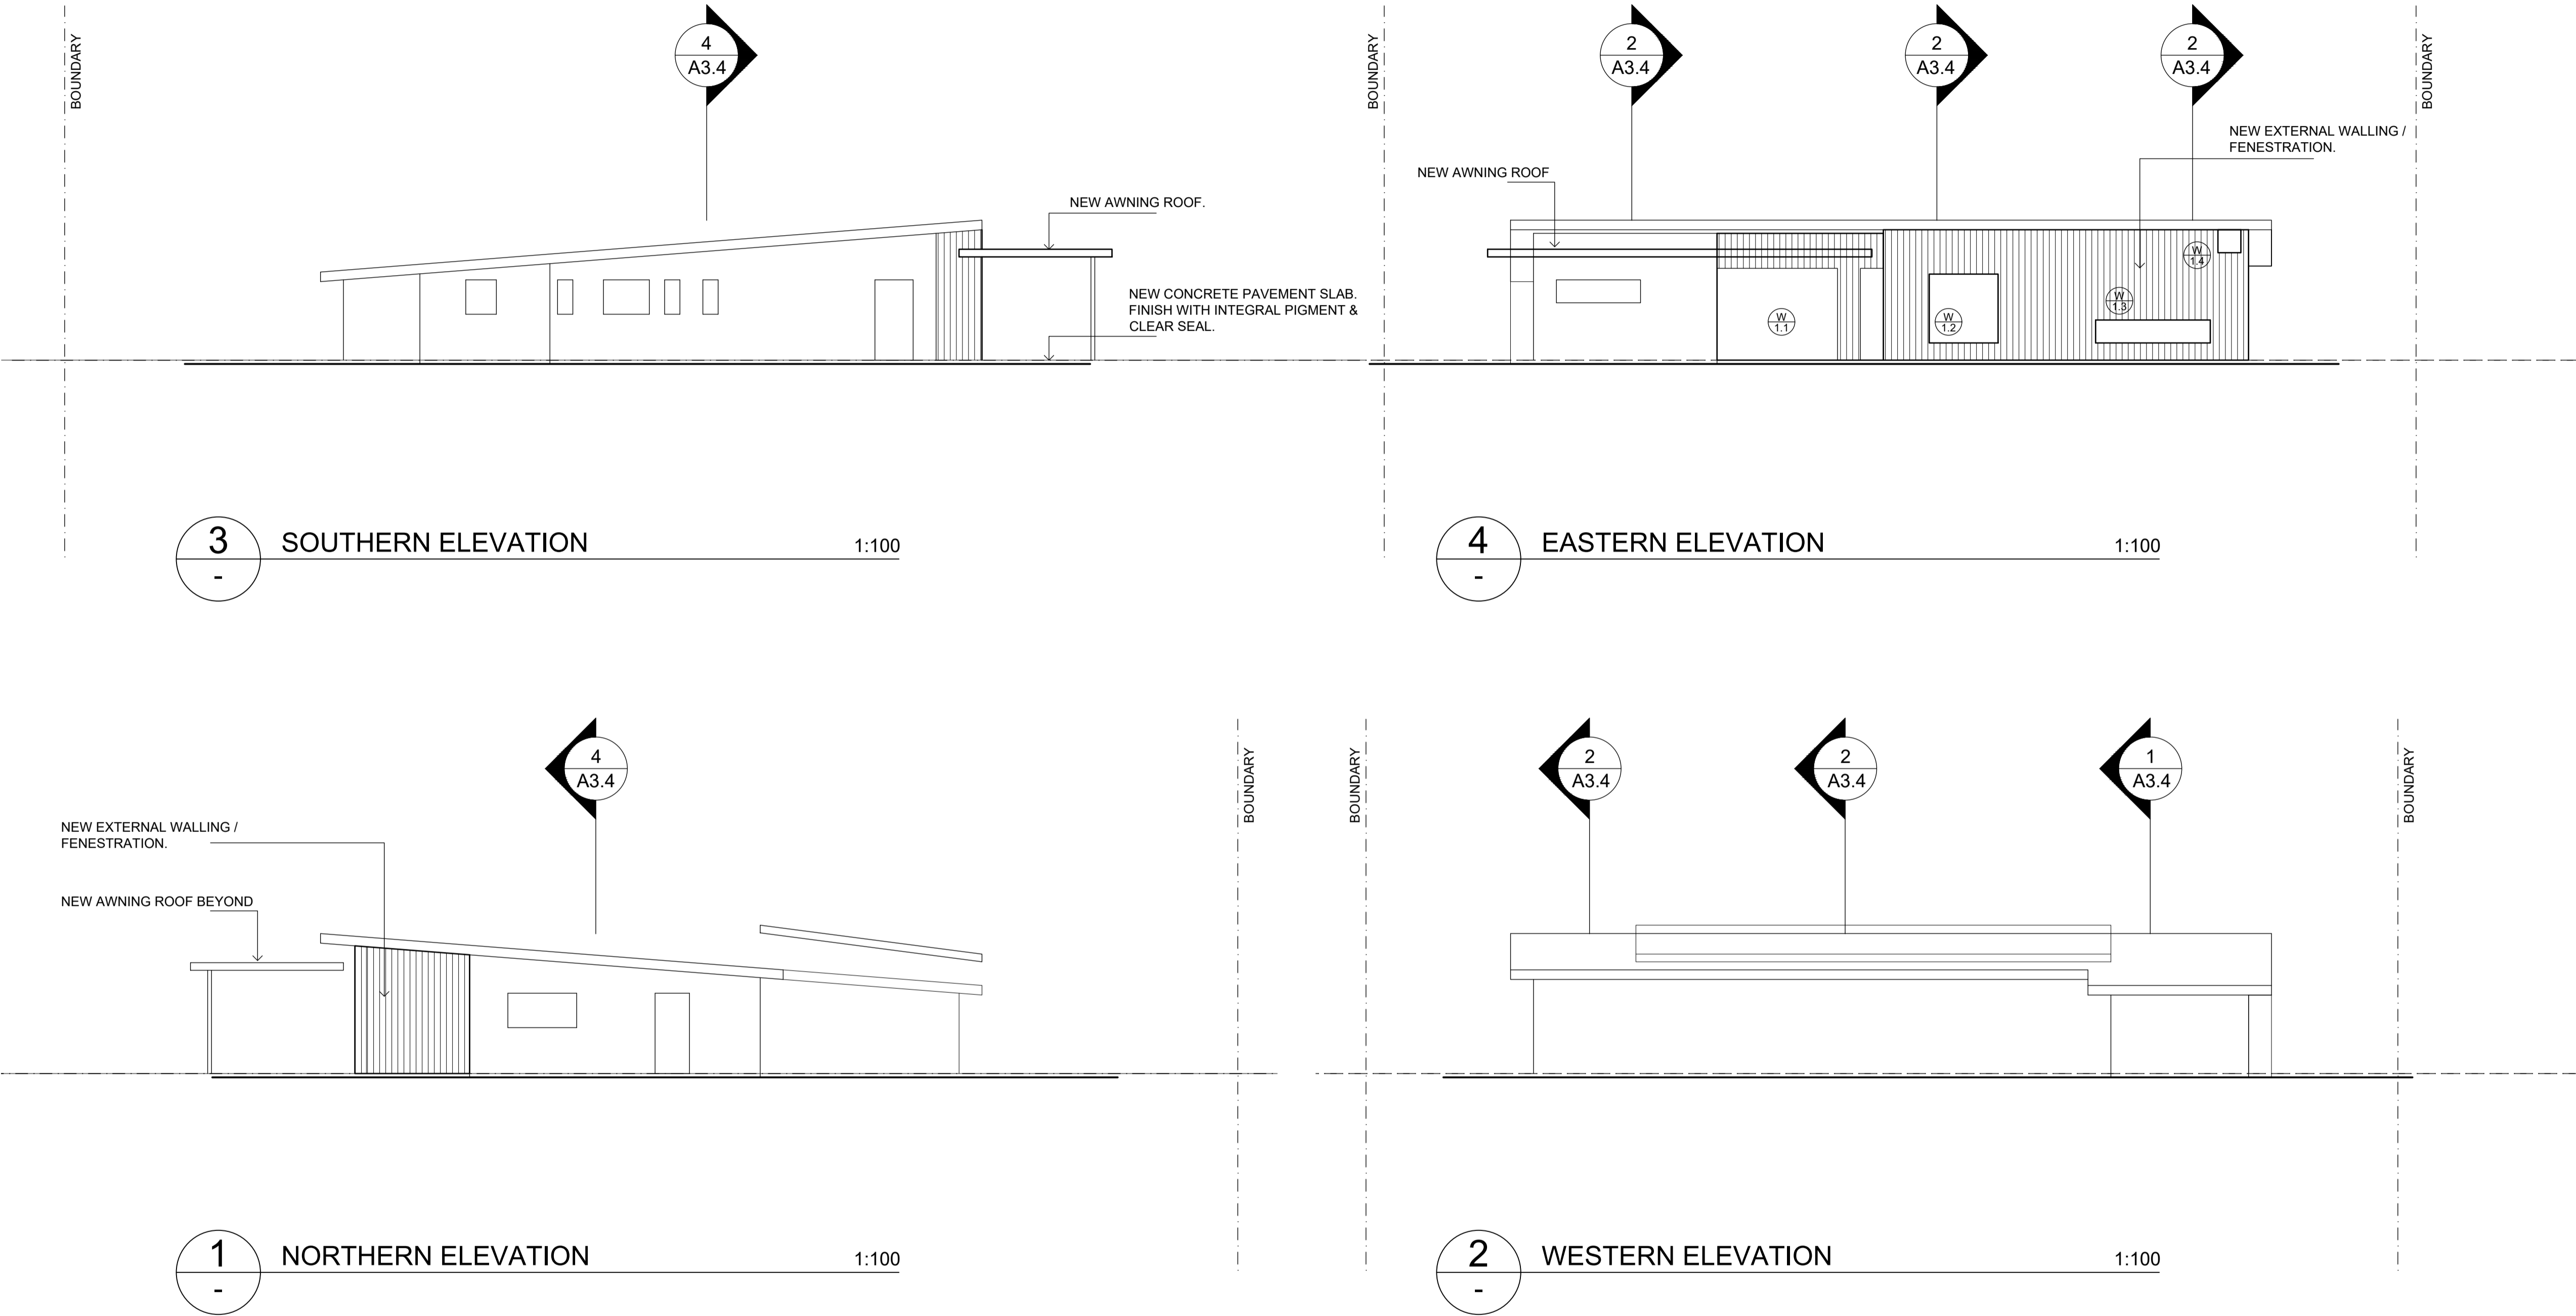 BOUNDARY
4
A3.4
NEW AWNING ROOF.
NEW CONCRETE PAVEMENT SLAB.
FINISH WITH INTEGRAL PIGMENT &
CLEAR SEAL.
3
-
SOUTHERN ELEVATION
1:100
BOUNDARY
2
A3.4
2
A3.4
2
A3.4
BOUNDARY
NEW EXTERNAL WALLING /
FENESTRATION.
NEW AWNING ROOF
W
1.1
W
1.2
W
1.3
W
1.4
4
-
EASTERN ELEVATION
1:100
4
A3.4
BOUNDARY
NEW EXTERNAL WALLING /
FENESTRATION.
NEW AWNING ROOF BEYOND
1
-
NORTHERN ELEVATION
1:100
BOUNDARY
2
A3.4
2
A3.4
1
A3.4
BOUNDARY
2
-
WESTERN ELEVATION
1:100